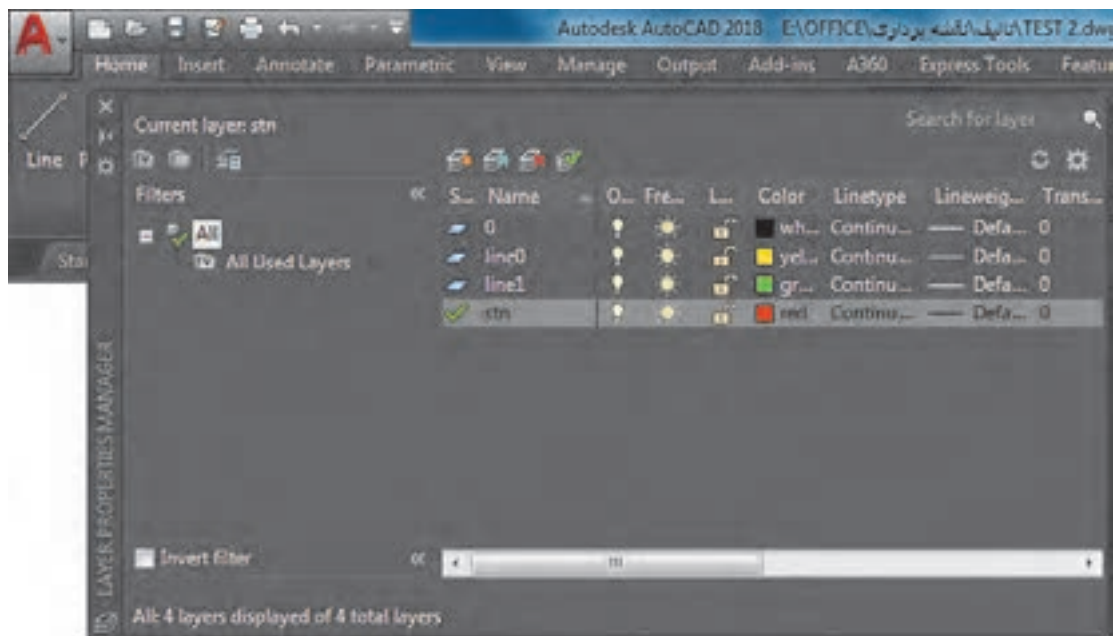 Autodesk AutoCAD 2018 E:\OFFICE\تالیف\نقشه برداری\TEST 2.dwg
Home Insert Annotate Parametric View Manage Output Add-ins A360 Express Tools Featur
Line
Current layer: stn
Search for layer
Filters
All
All Used Layers
S... Name O... Fre... L... Color Linetype Lineweig... Trans...
0 wh... Continu... Defa... 0
line0 yel... Continu... Defa... 0
line1 gr... Continu... Defa... 0
stn red Continu... Defa... 0
Sta
LAYER PROPERTIES MANAGER
Invert filter
All: 4 layers displayed of 4 total layers